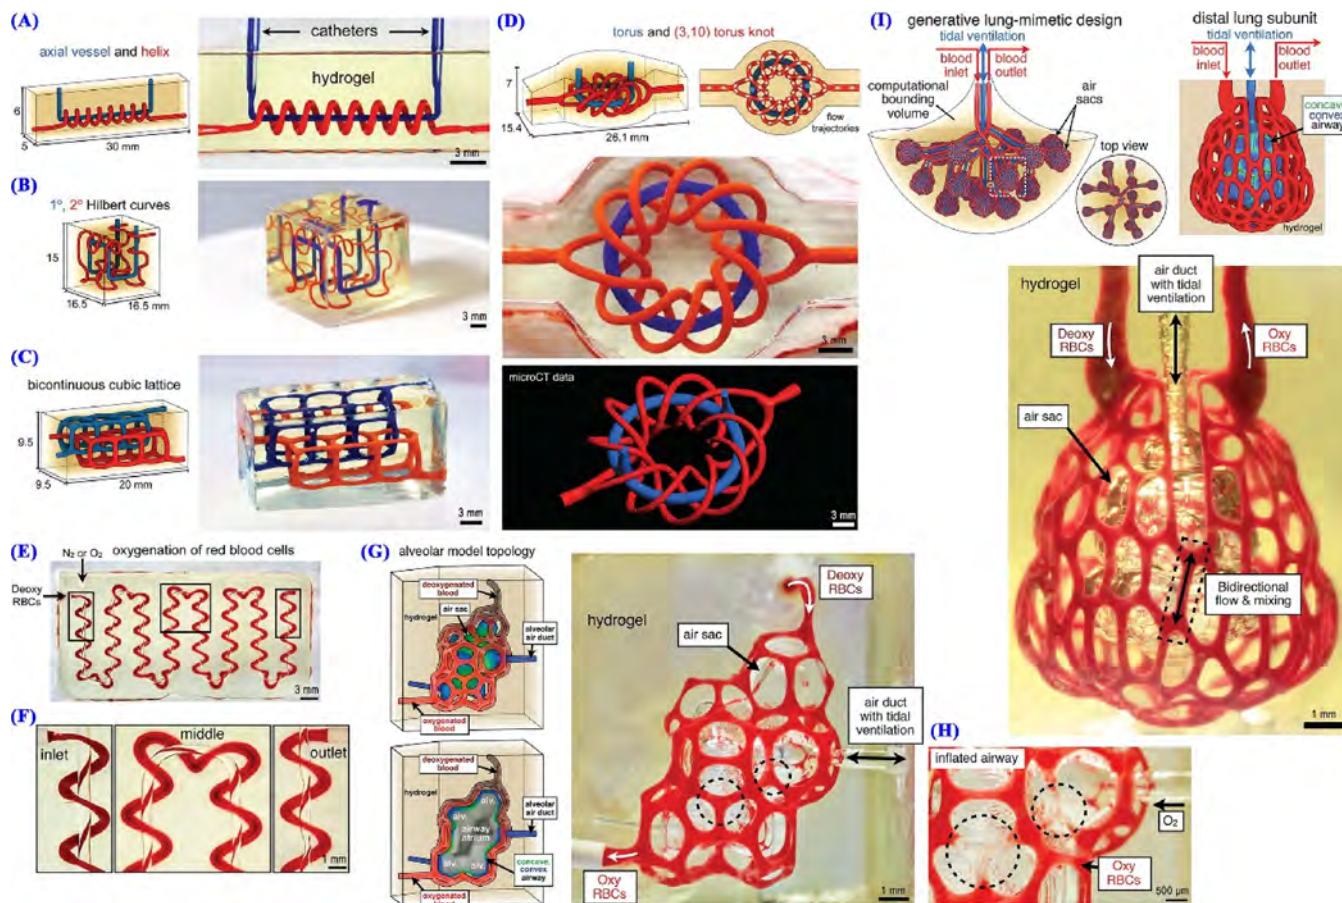 (A)
axial vessel and helix
6
5
30 mm
catheters
hydrogel
3 mm
(B)
1°, 2° Hilbert curves
15
16.5
16.5 mm
3 mm
(C)
bicontinuous cubic lattice
9.5
9.5
20 mm
3 mm
(D)
torus and (3,10) torus knot
7
15.4
26.1 mm
flow
trajectories
3 mm
microCT data
3 mm
(E)
N₂ or O₂
oxygenation of red blood cells
Deoxy
RBCs
3 mm
(F)
inlet
middle
outlet
1 mm
(G)
alveolar model topology
deoxygenated
blood
air sac
hydrogel
alveolar
air duct
oxygenated
blood
deoxygenated
blood
hydrogel
alv.
alv.
airway
atrium
alv.
alv.
alveolar
air duct
concave,
convex
airway
oxygenated
blood
hydrogel
Deoxy
RBCs
air sac
air duct
with tidal
ventilation
Oxy
RBCs
1 mm
(H)
inflated airway
O₂
Oxy
RBCs
500 µm
(I)
generative lung-mimetic design
tidal ventilation
blood
inlet
blood
outlet
computational
bounding
volume
air
sacs
top view
distal lung subunit
tidal ventilation
blood
inlet
blood
outlet
concave,
convex
airway
hydrogel
hydrogel
air duct
with tidal
ventilation
Deoxy
RBCs
Oxy
RBCs
air sac
Bidirectional
flow & mixing
1 mm